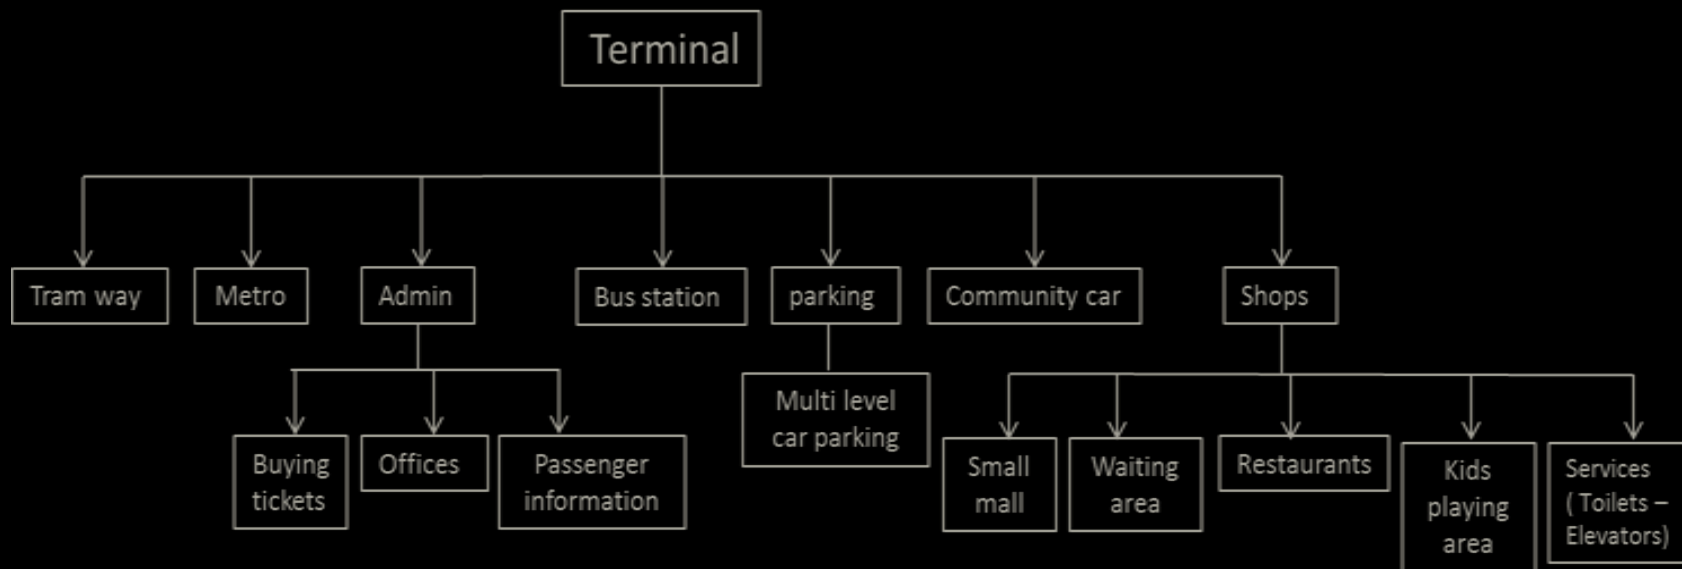 Terminal
Tram way
Metro
Admin
Bus station
parking
Community car
Shops
Buying
tickets
Offices
Passenger
information
Multi level
car parking
Small
mall
Waiting
area
Restaurants
Kids
playing
area
Services
( Toilets –
Elevators)